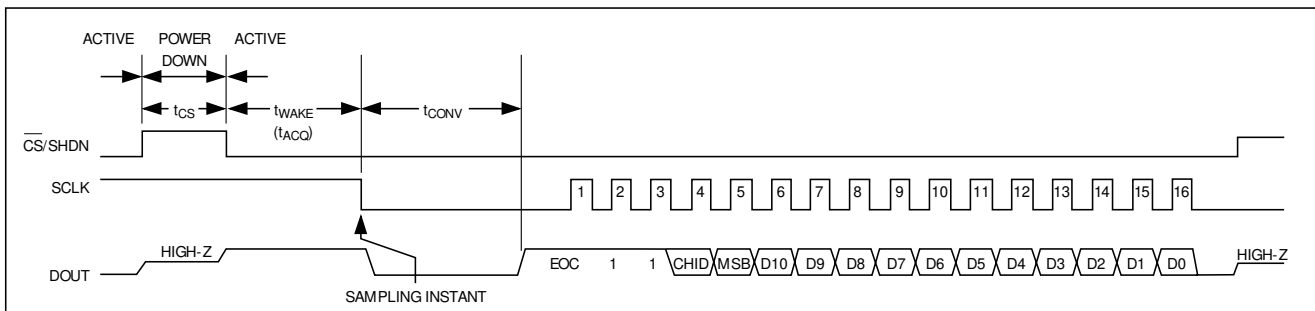 ACTIVE POWER DOWN ACTIVE
tCS tWAKE (tACQ) tCONV
CS/SHDN
SCLK 1 2 3 4 5 6 7 8 9 10 11 12 13 14 15 16
DOUT HIGH-Z EOC 1 1 CHID MSB D10 D9 D8 D7 D6 D5 D4 D3 D2 D1 D0 HIGH-Z
SAMPLING INSTANT